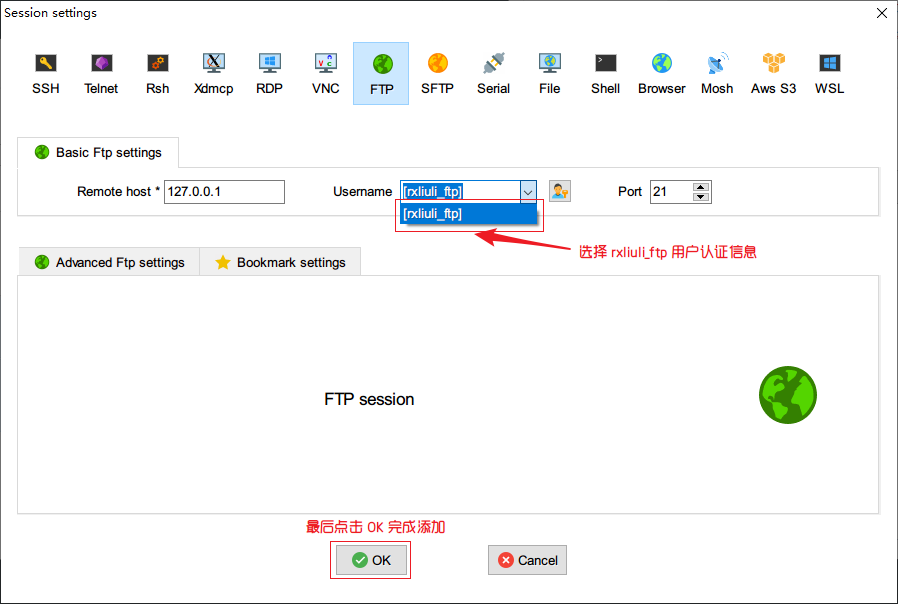 Session settings
SSH Telnet Rsh Xdmcp RDP VNC FTP SFTP Serial File Shell Browser Mosh Aws S3 WSL
Basic Ftp settings
Remote host * 127.0.0.1 Username [rxliuli_ftp] Port 21
[rxliuli_ftp]
选择 rxliuli_ftp 用户认证信息
Advanced Ftp settings Bookmark settings
FTP session
最后点击 OK 完成添加
OK Cancel